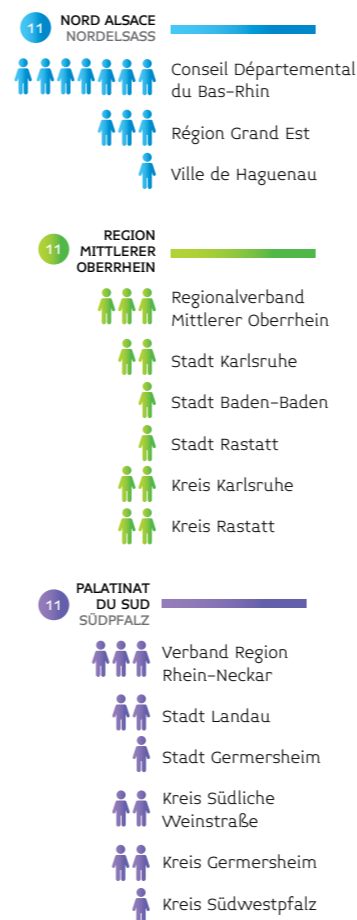 11
NORD ALSACE
NORDELSASS
Conseil Départemental
du Bas-Rhin
Région Grand Est
Ville de Haguenau
11
REGION
MITTLERER
OBERRHEIN
Regionalverband
Mittlerer Oberrhein
Stadt Karlsruhe
Stadt Baden-Baden
Stadt Rastatt
Kreis Karlsruhe
Kreis Rastatt
11
PALATINAT
DU SUD
SÜDPFALZ
Verband Region
Rhein-Neckar
Stadt Landau
Stadt Germersheim
Kreis Südliche
Weinstraße
Kreis Germersheim
Kreis Südwestpfalz